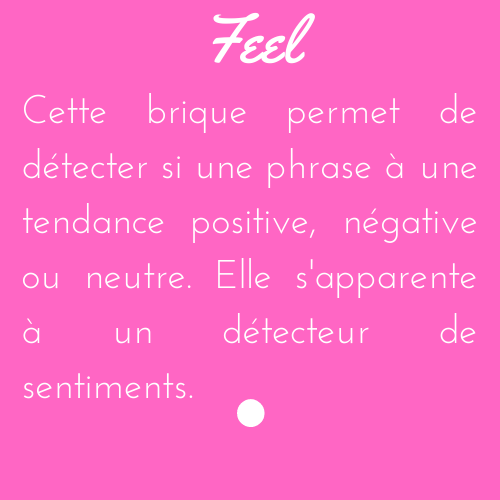 Feel
Cette brique permet de
détecter si une phrase à une
tendance positive, négative
ou neutre. Elle s'apparente
à un détecteur de
sentiments.